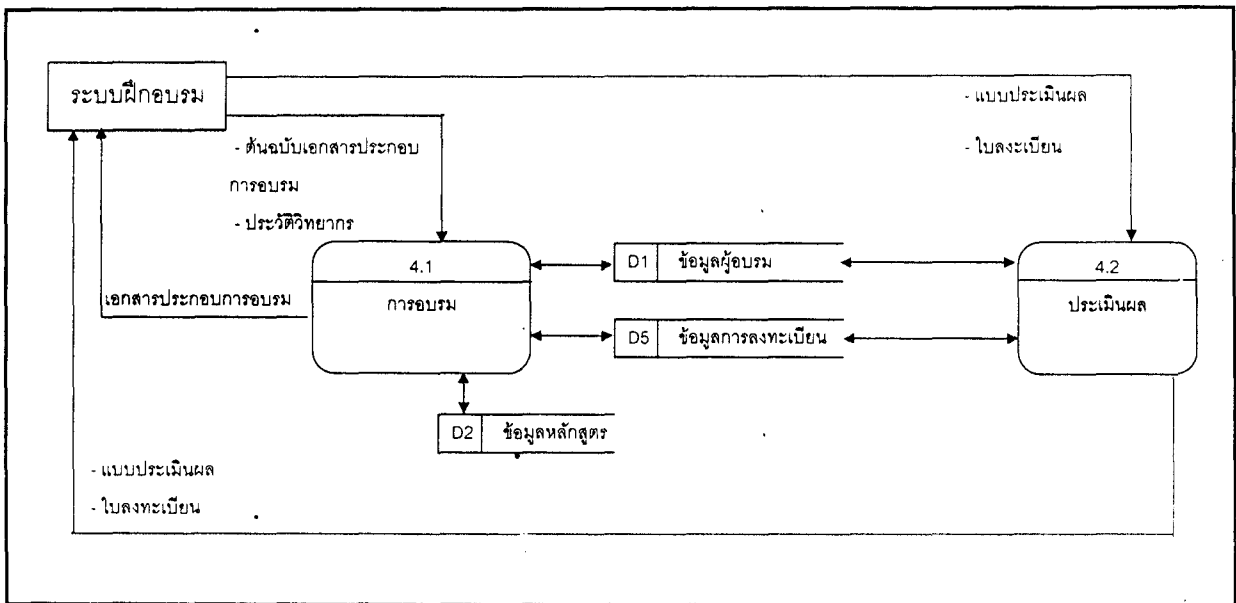 ระบบฝึกอบรม
- แบบประเมินผล
- ใบลงะเบียน
- ต้นฉบับเอกสารประกอบ
การอบรม
- ประวัติวิทยากร
4.1
การอบรม
D1 ข้อมูลผู้อบรม
4.2
ประเมินผล
เอกสารประกอบการอบรม
D5 ข้อมูลการลงทะเบียน
D2 ข้อมูลหลักสูตร
- แบบประเมินผล
- ใบลงทะเบียน